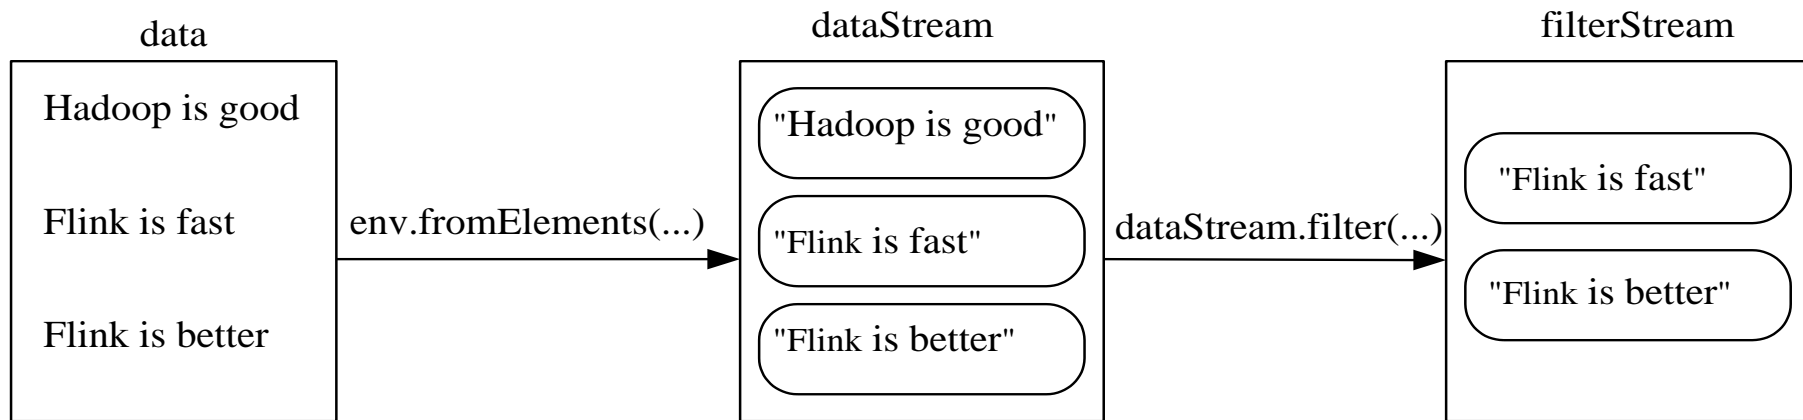 data
Hadoop is good
Flink is fast
Flink is better
env.fromElements(...)
dataStream
"Hadoop is good"
"Flink is fast"
"Flink is better"
dataStream.filter(...)
filterStream
"Flink is fast"
"Flink is better"